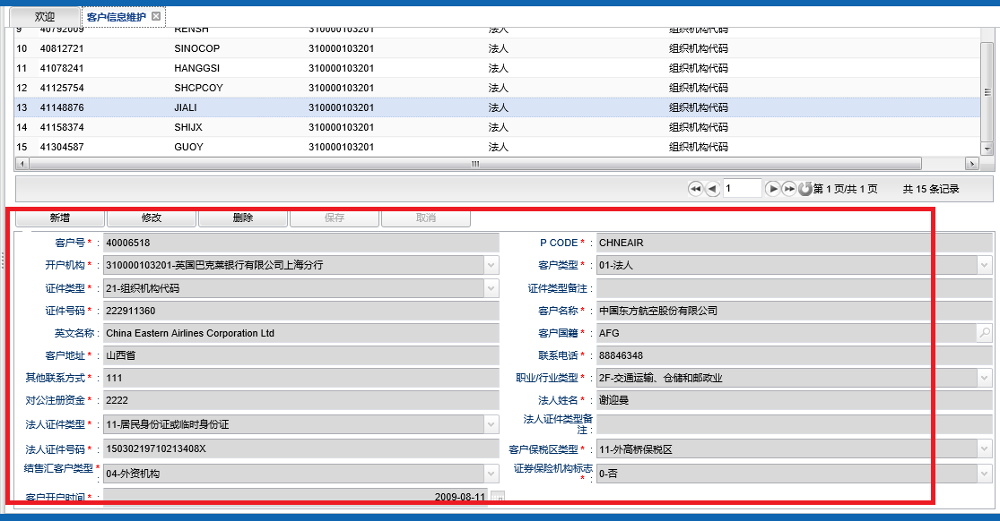 欢迎 客户信息维护
9 40792009 RENSH 310000103201 法人 组织机构代码
10 40812721 SINOCOP 310000103201 法人 组织机构代码
11 41078241 HANGGSI 310000103201 法人 组织机构代码
12 41125754 SHCPCOY 310000103201 法人 组织机构代码
13 41148876 JIALI 310000103201 法人 组织机构代码
14 41158374 SHIJX 310000103201 法人 组织机构代码
15 41304587 GUOY 310000103201 法人 组织机构代码
1 第 1 页/共 1 页 共 15 条记录
新增 修改 删除 保存 取消
客户号 * : 40006518 P CODE * : CHNEAIR
开户机构 * : 310000103201-英国巴克莱银行有限公司上海分行 客户类型 * : 01-法人
证件类型 * : 21-组织机构代码 证件类型备注 :
证件号码 * : 222911360 客户名称 * : 中国东方航空股份有限公司
英文名称 : China Eastern Airlines Corporation Ltd 客户国籍 * : AFG
客户地址 * : 山西省 联系电话 * : 88846348
其他联系方式 * : 111 职业/行业类型 * : 2F-交通运输、仓储和邮政业
对公注册资金 * : 2222 法人姓名 * : 谢迎曼
法人证件类型 * : 11-居民身份证或临时身份证 法人证件类型备注 :
法人证件号码 * : 15030219710213408X 客户保税区类型 * : 11-外高桥保税区
结售汇客户类型 * : 04-外资机构 证券保险机构标志 * : 0-否
客户开户时间 * : 2009-08-11